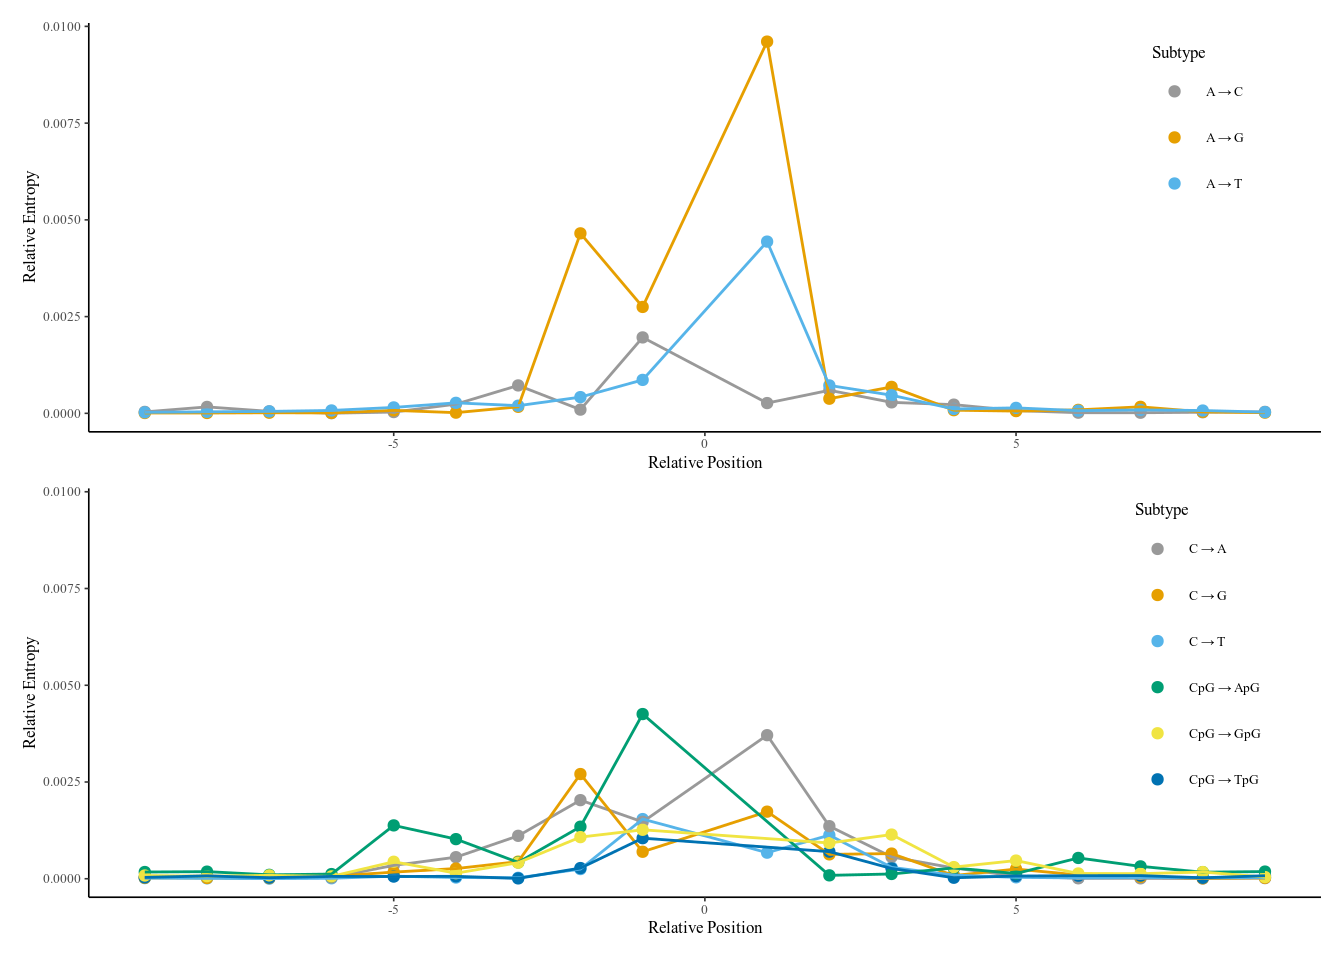 0.0100
0.0075
0.0050
0.0025
0.0000
Relative Entropy
-5
0
5
Relative Position
Subtype
A→C
A→G
A→T
0.0100
0.0075
0.0050
0.0025
0.0000
Relative Entropy
-5
0
5
Relative Position
Subtype
C→A
C→G
C→T
CpG→ApG
CpG→GpG
CpG→TpG